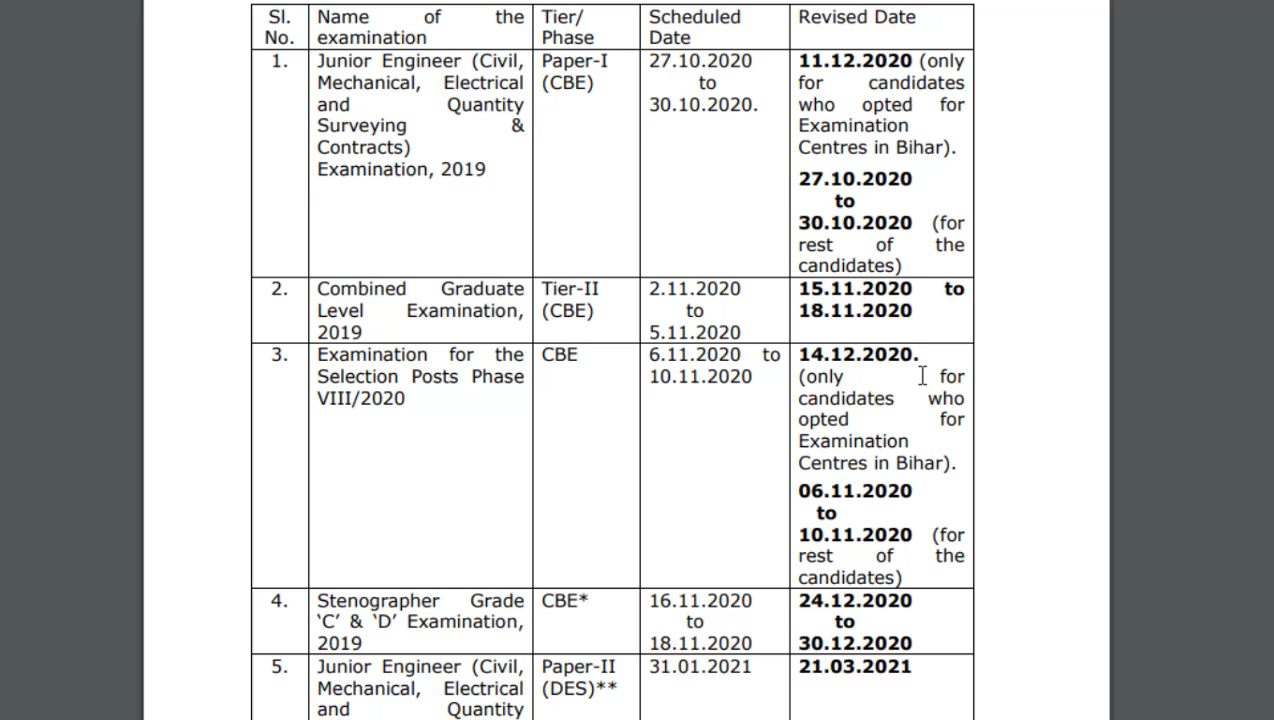 Sl. No.
Name of the examination
Tier/ Phase
Scheduled Date
Revised Date
1.
Junior Engineer (Civil,
Mechanical, Electrical
and Quantity
Surveying &
Contracts)
Examination, 2019
Paper-I
(CBE)
27.10.2020
to
30.10.2020.
11.12.2020 (only
for candidates
who opted for
Examination
Centres in Bihar).
27.10.2020
to
30.10.2020 (for
rest of the
candidates)
2.
Combined Graduate
Level Examination,
2019
Tier-II
(CBE)
2.11.2020
to
5.11.2020
15.11.2020 to
18.11.2020
3.
Examination for the
Selection Posts Phase
VIII/2020
CBE
6.11.2020 to
10.11.2020
14.12.2020.
(only for
candidates who
opted for
Examination
Centres in Bihar).
06.11.2020
to
10.11.2020 (for
rest of the
candidates)
4.
Stenographer Grade
‘C’ & ‘D’ Examination,
2019
CBE*
16.11.2020
to
18.11.2020
24.12.2020
to
30.12.2020
5.
Junior Engineer (Civil,
Mechanical, Electrical
and Quantity
Paper-II
(DES)**
31.01.2021
21.03.2021